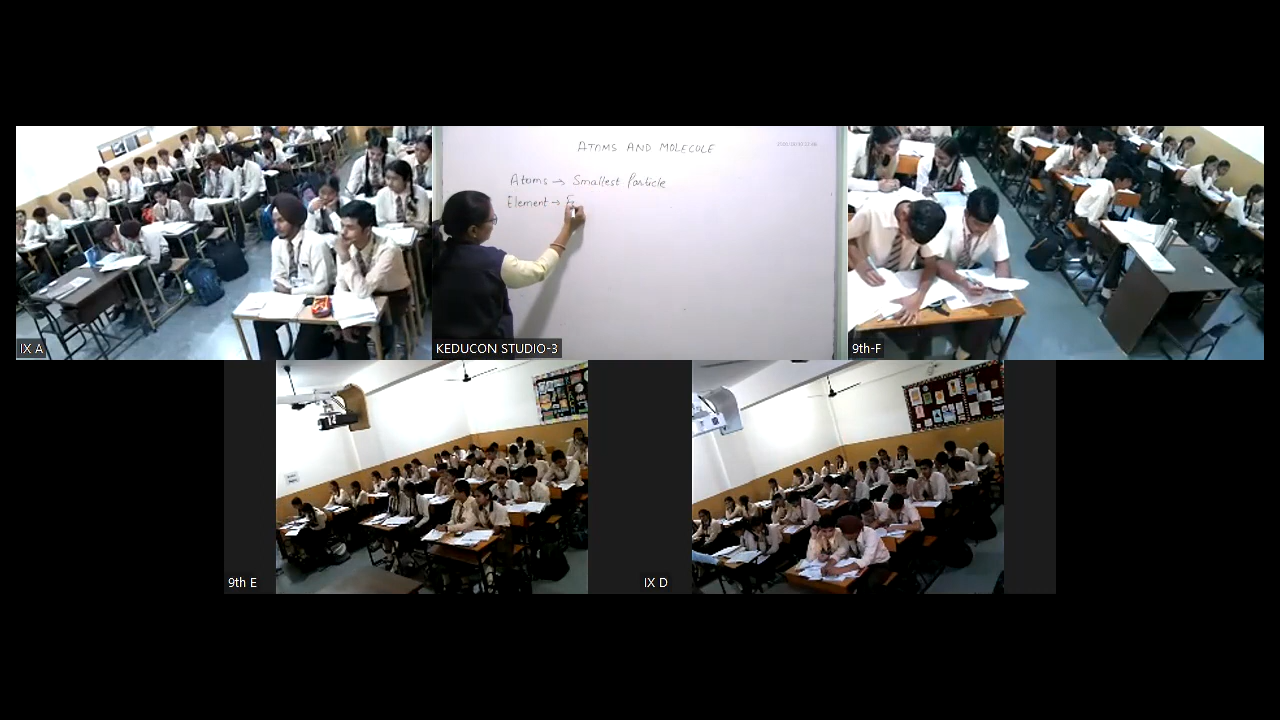 ATOMS AND MOLECULE
Atoms → Smallest Particle
Element →
IX A
KEDUCON STUDIO-3
9th-F
9th E
IX D